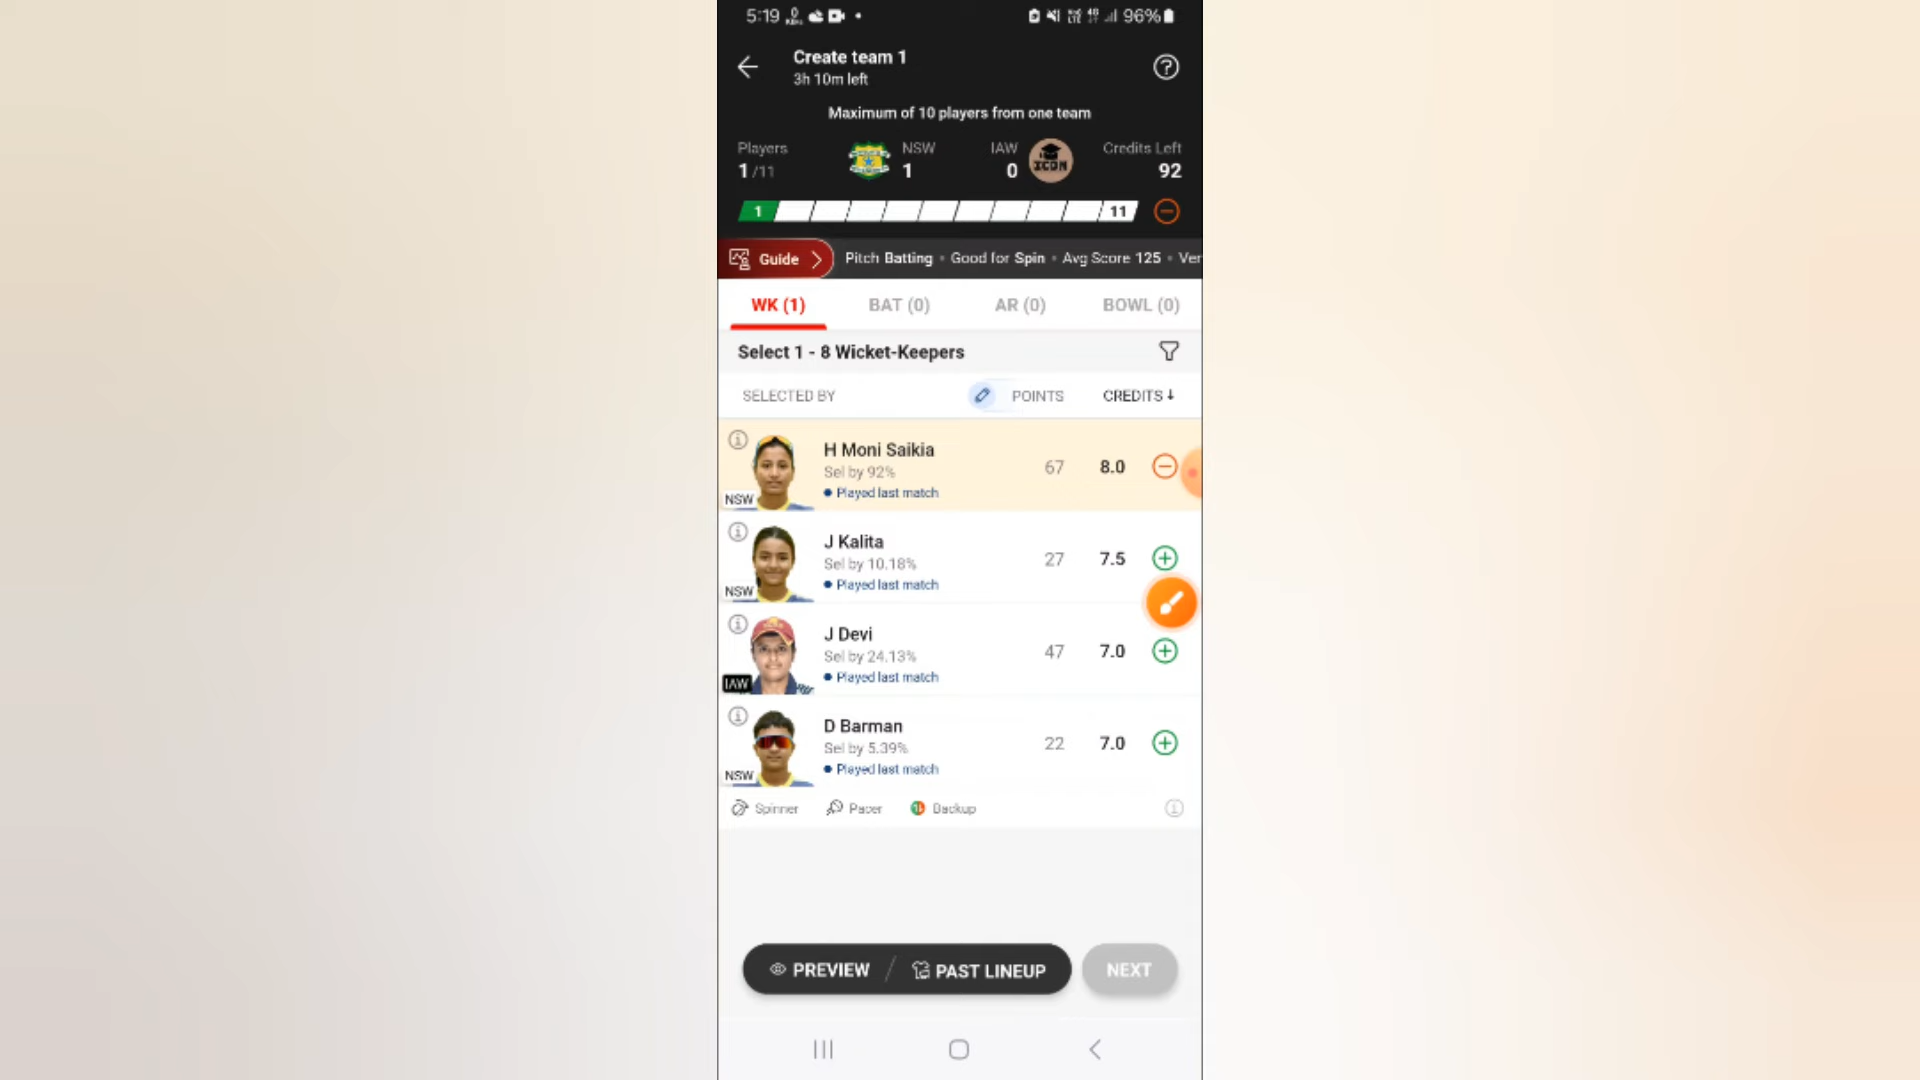 5:19 96%
Create team 1
3h 10m left
Maximum of 10 players from one team
Players NSW IAW Credits Left
1/11 1 0 92
ICON
1 11
Guide Pitch Batting • Good for Spin • Avg Score 125 • Ver
WK (1) BAT (0) AR (0) BOWL (0)
Select 1 - 8 Wicket-Keepers
SELECTED BY POINTS CREDITS↓
H Moni Saikia
Sel by 92% 67 8.0
Played last match
NSW
J Kalita
Sel by 10.18% 27 7.5
Played last match
NSW
J Devi
Sel by 24.13% 47 7.0
Played last match
IAW
D Barman
Sel by 5.39% 22 7.0
Played last match
NSW
Spinner Pacer Backup
PREVIEW / PAST LINEUP NEXT